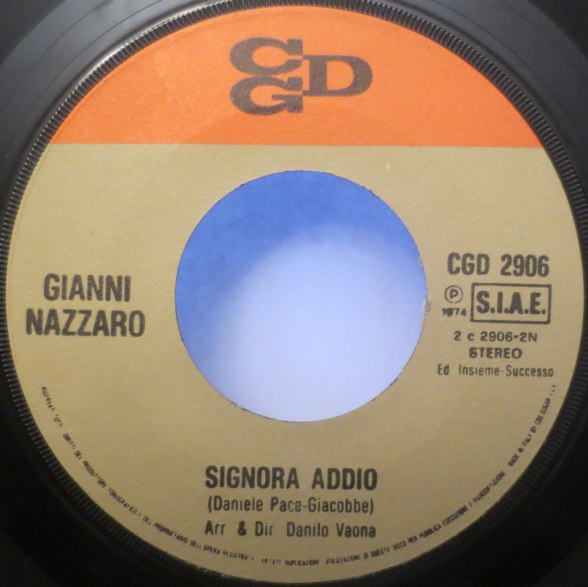 CGD
GIANNI
NAZZARO
CGD 2906
℗ 1974 S.I.A.E.
2 c 2906-2N
STEREO
Ed Insieme-Successo
SIGNORA ADDIO
(Daniele Pace-Giacobbe)
Arr & Dir Danilo Vaona